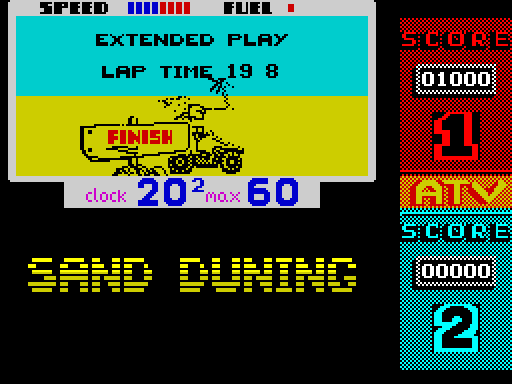 SPEED FUEL
EXTENDED PLAY
LAP TIME 19 8
FINISH
clock 20² max 60
SAND DUNING
SCORE
01000
1
ATV
SCORE
00000
2